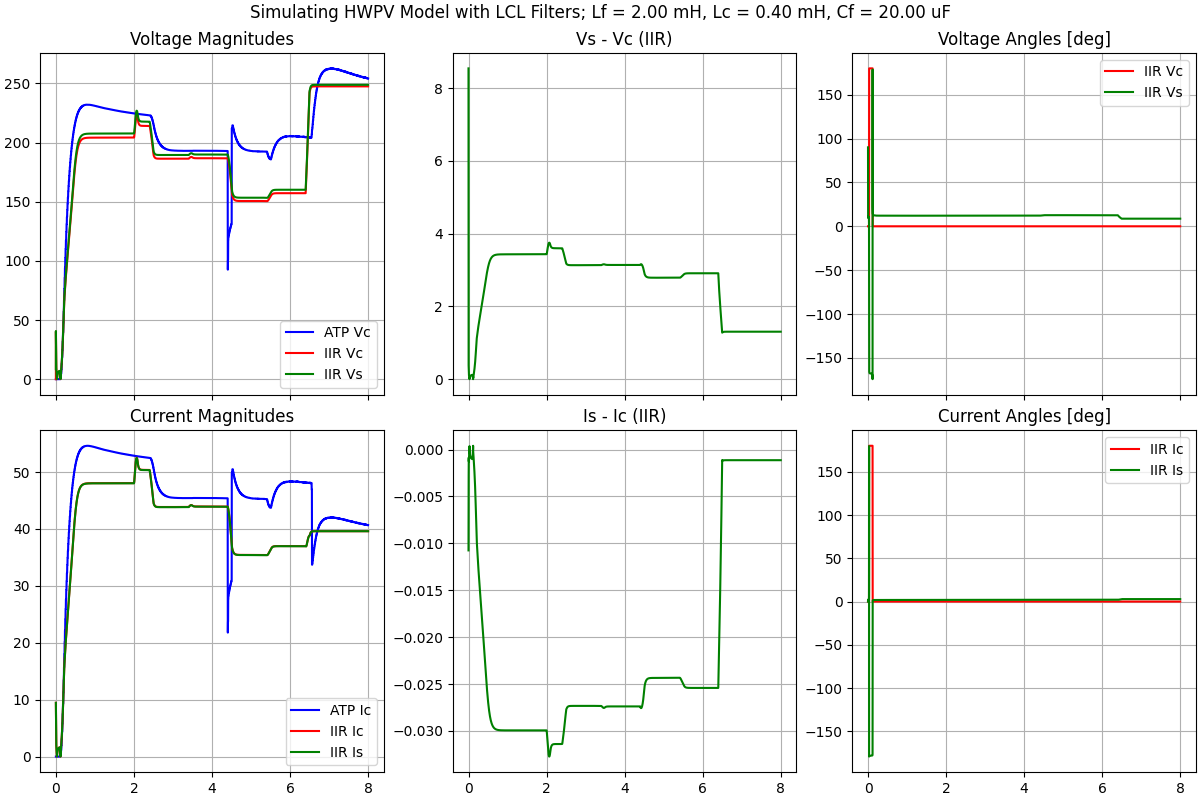 Simulating HWPV Model with LCL Filters; Lf = 2.00 mH, Lc = 0.40 mH, Cf = 20.00 uF
Voltage Magnitudes
250
200
150
100
50
0
ATP Vc
IIR Vc
IIR Vs
Vs - Vc (IIR)
8
6
4
2
0
Voltage Angles [deg]
150
100
50
0
−50
−100
−150
IIR Vc
IIR Vs
Current Magnitudes
50
40
30
20
10
0
ATP Ic
IIR Ic
IIR Is
0 2 4 6 8
Is - Ic (IIR)
0.000
−0.005
−0.010
−0.015
−0.020
−0.025
−0.030
0 2 4 6 8
Current Angles [deg]
150
100
50
0
−50
−100
−150
IIR Ic
IIR Is
0 2 4 6 8